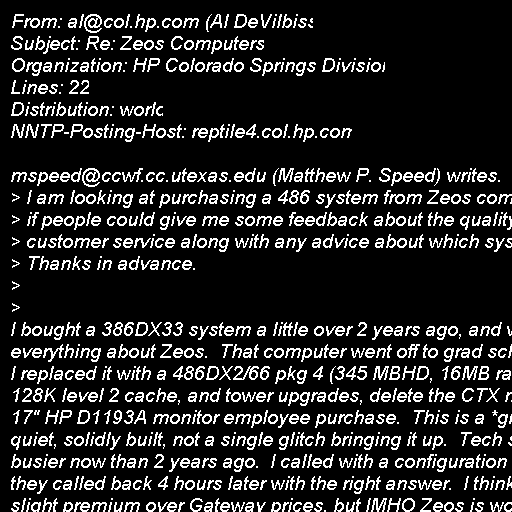 From: al@col.hp.com (Al DeVilbiss
Subject: Re: Zeos Computers
Organization: HP Colorado Springs Division
Lines: 22
Distribution: world
NNTP-Posting-Host: reptile4.col.hp.com
mspeed@ccwf.cc.utexas.edu (Matthew P. Speed) writes.
> I am looking at purchasing a 486 system from Zeos com
> if people could give me some feedback about the quality
> customer service along with any advice about which sys
> Thanks in advance.
>
>
I bought a 386DX33 system a little over 2 years ago, and
everything about Zeos.  That computer went off to grad
I replaced it with a 486DX2/66 pkg 4 (345 MBHD, 16MB
128K level 2 cache, and tower upgrades, delete the CTX
17" HP D1193A monitor employee purchase.  This is a
quiet, solidly built, not a single glitch bringing it up.  Tech
busier now than 2 years ago.  I called with a configuration
they called back 4 hours later with the right answer.  I think
slight premium over Gateway prices, but IMHO Zeos is